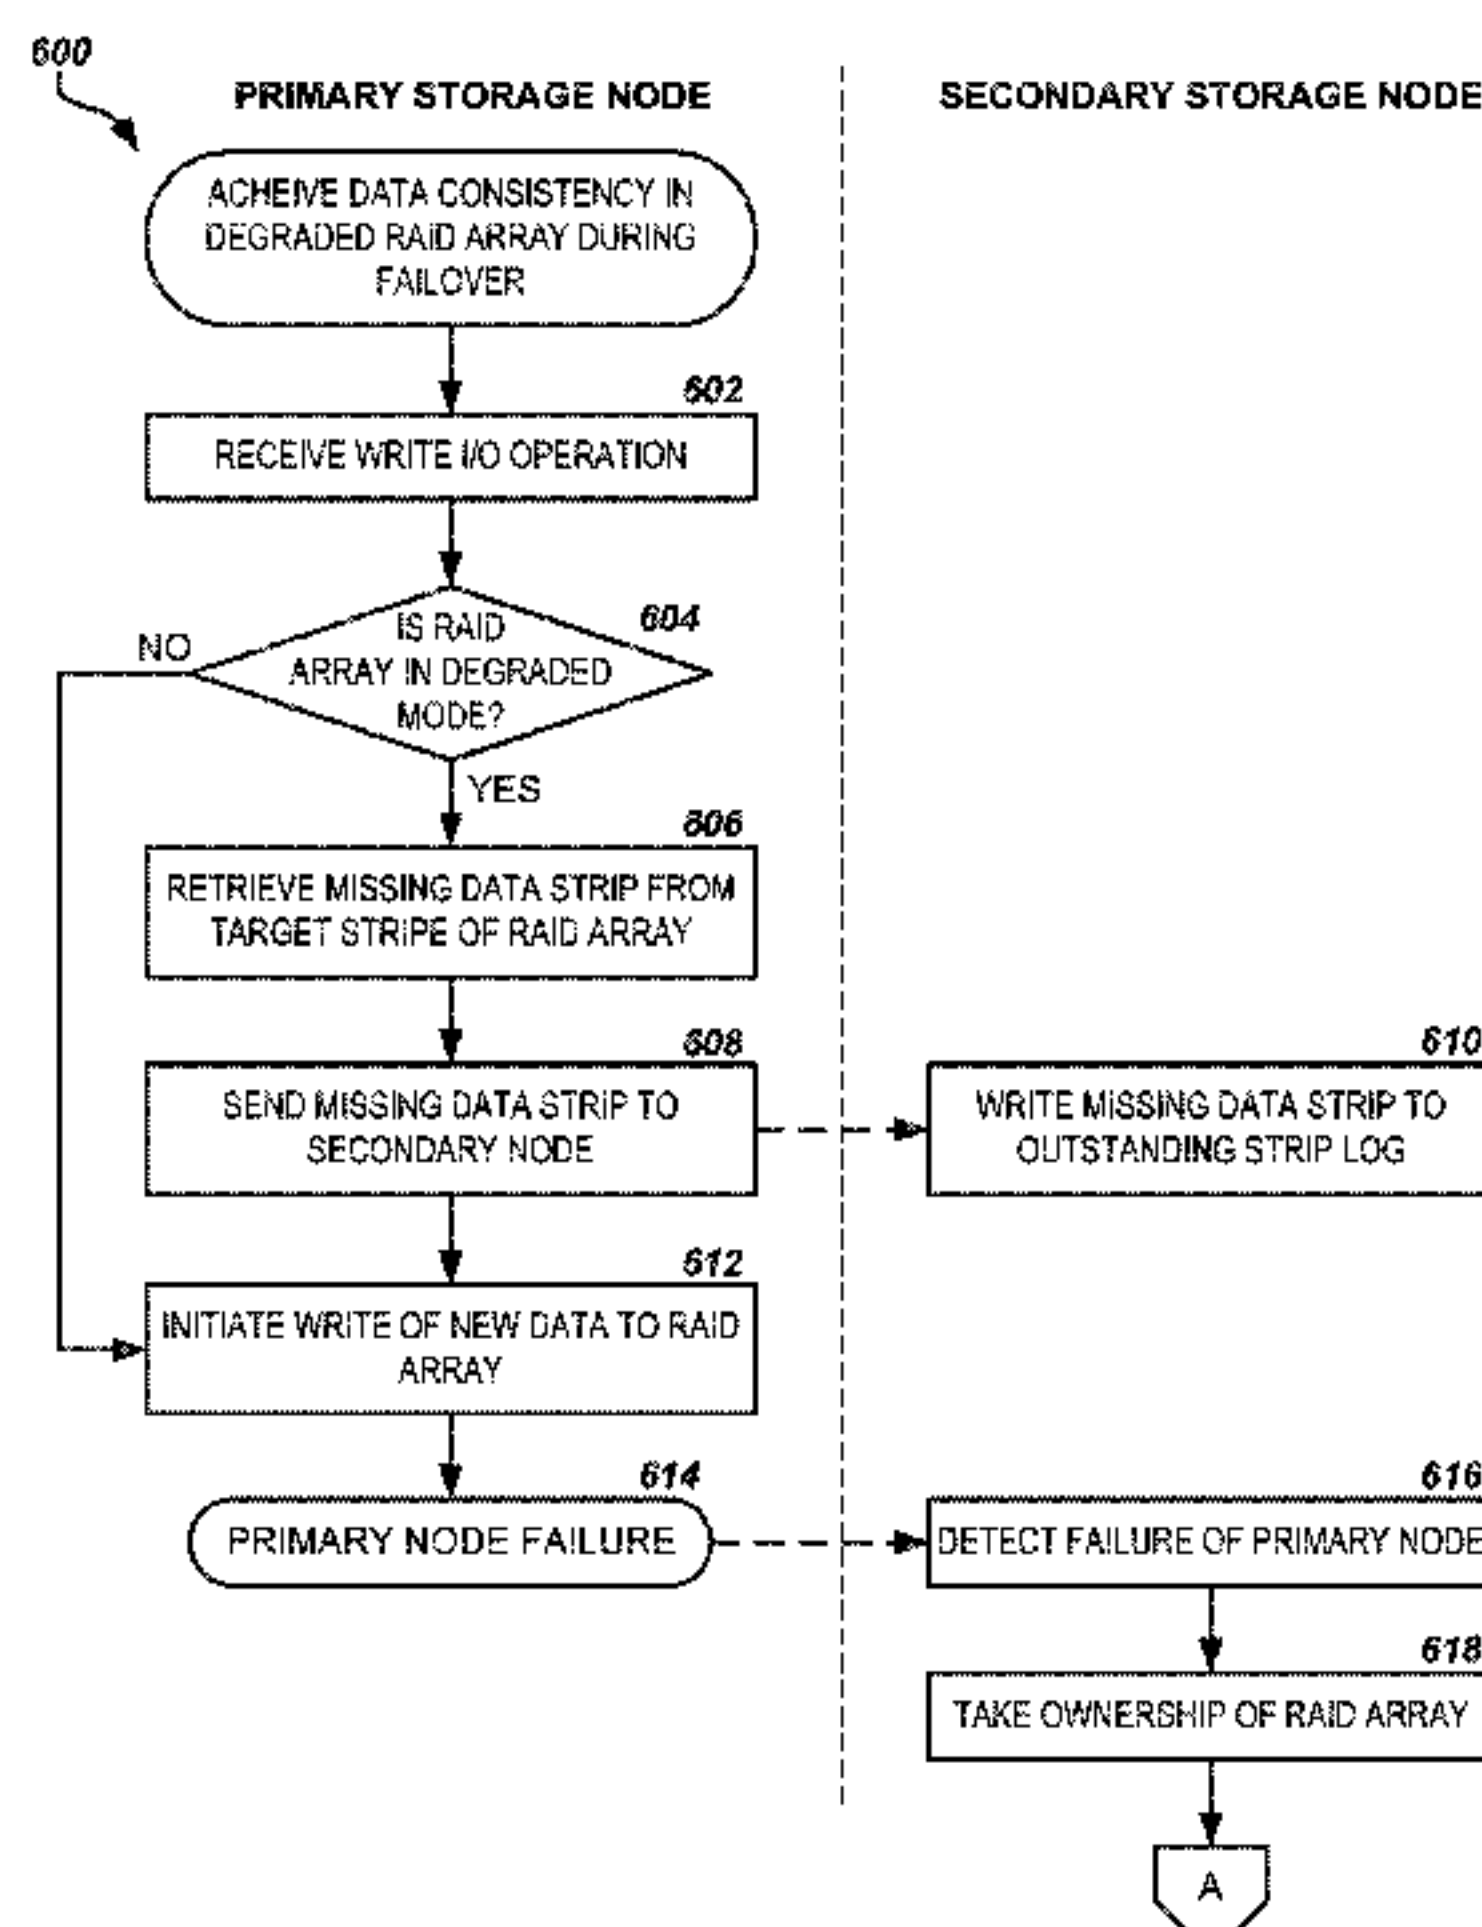 600
PRIMARY STORAGE NODE
SECONDARY STORAGE NODE
ACHEIVE DATA CONSISTENCY IN
DEGRADED RAID ARRAY DURING
FAILOVER
602
RECEIVE WRITE I/O OPERATION
604
IS RAID
ARRAY IN DEGRADED
MODE?
NO
YES
606
RETRIEVE MISSING DATA STRIP FROM
TARGET STRIPE OF RAID ARRAY
608
SEND MISSING DATA STRIP TO
SECONDARY NODE
610
WRITE MISSING DATA STRIP TO
OUTSTANDING STRIP LOG
612
INITIATE WRITE OF NEW DATA TO RAID
ARRAY
614
PRIMARY NODE FAILURE
616
DETECT FAILURE OF PRIMARY NODE
618
TAKE OWNERSHIP OF RAID ARRAY
A